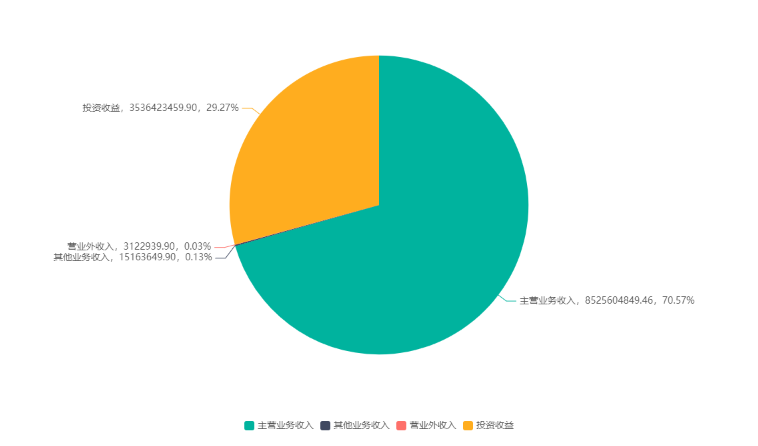 投资收益，3536423459.90，29.27%
营业外收入，3122939.90，0.03%
其他业务收入，15163649.90，0.13%
主营业务收入，8525604849.46，70.57%
主营业务收入 其他业务收入 营业外收入 投资收益